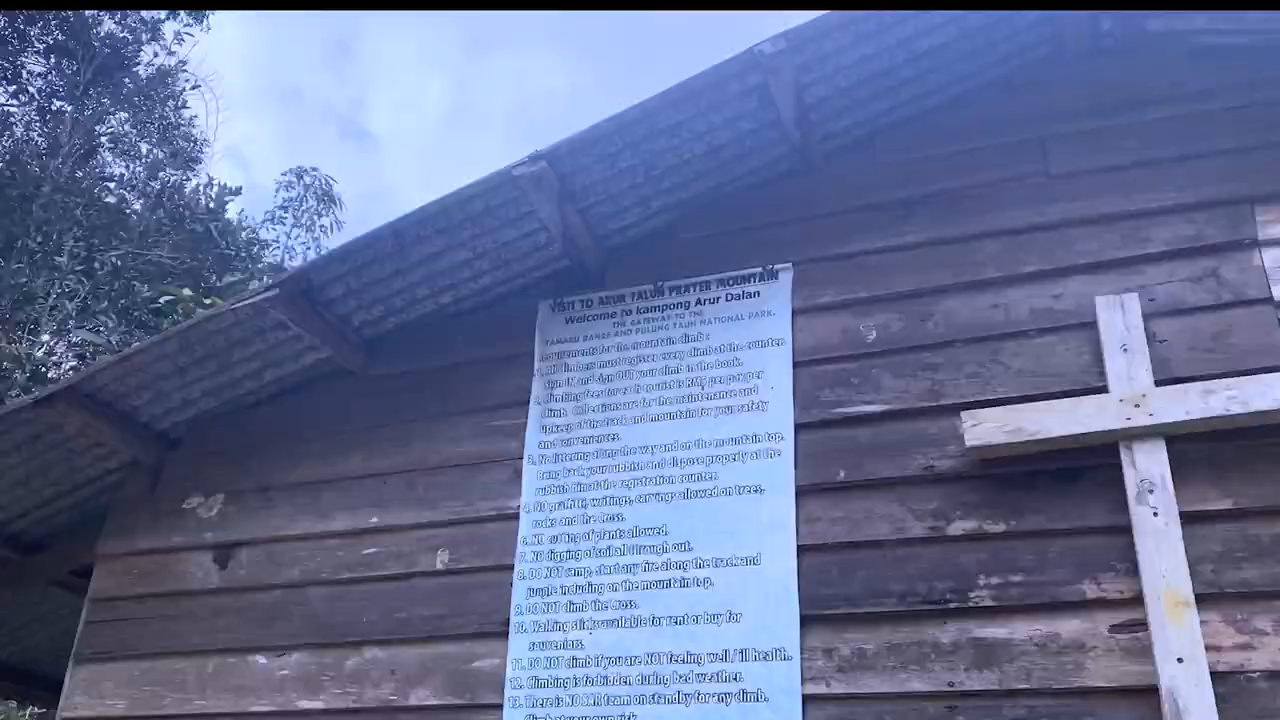 VISIT TO ARUR TALUN PRAYER MOUNTAIN
Welcome to kampong Arur Dalan
THE GATEWAY TO THE
RANGE AND PULUNG TAUN NATIONAL PARK.
for the mountain climb :
1. All climbers must register every climb at the counter.
Sign IN and sign OUT your climb in the book.
2. Climbing fees for each tourist is RM5 per pax per
climb. Collections are for the maintenance and
upkeep of the track and mountain for your safety
and conveniences.
3. No littering along the way and on the mountain top.
Bring back your rubbish and dispose properly at the
rubbish bin at the registration counter.
4. NO graffiti, writings, carvings allowed on trees,
rocks and the Cross.
6. NO cutting of plants allowed.
7. NO digging of soil all through out.
8. DO NOT camp, start any fire along the track and
jungle including on the mountain top.
9. DO NOT climb the Cross.
10. Walking sticks available for rent or buy for
souveniars.
11. DO NOT climb if you are NOT feeling well / ill health.
12. Climbing is forbidden during bad weather.
13. There is NO SAR team on standby for any climb.
Climb at your own risk